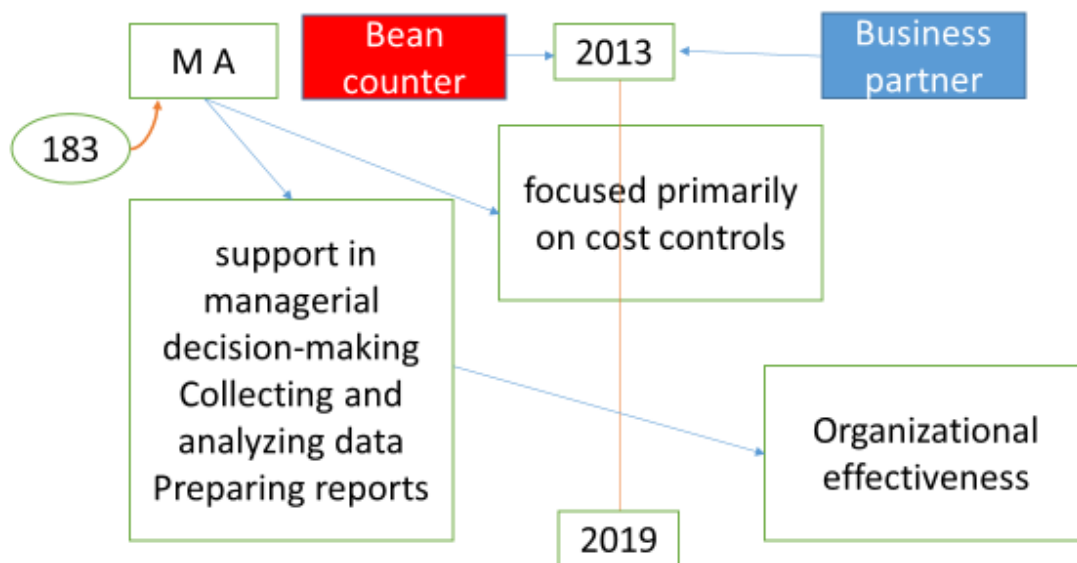 M A
Bean
counter
2013
Business
partner
183
focused primarily
on cost controls
support in
managerial
decision-making
Collecting and
analyzing data
Preparing reports
Organizational
effectiveness
2019